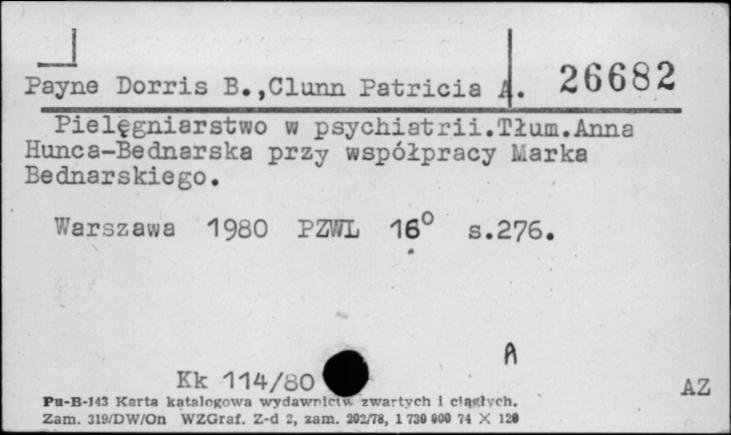 Payne Dorris B.,Clunn Patricia A. 26682
Pielęgniarstwo w psychiatrii.Tłum.Anna
Hunca-Bednarska przy współpracy Marka
Bednarskiego.
Warszawa 1980 PZWL 16° s.276.
A
Kk 114/80
AZ
Pu-B-143 Karta katalogowa wydawnictw zwartych i ciągłych.
Zam. 319/DW/On WZGraf. Z-d 2, zam. 202/78, 1 730 000 74 X 120